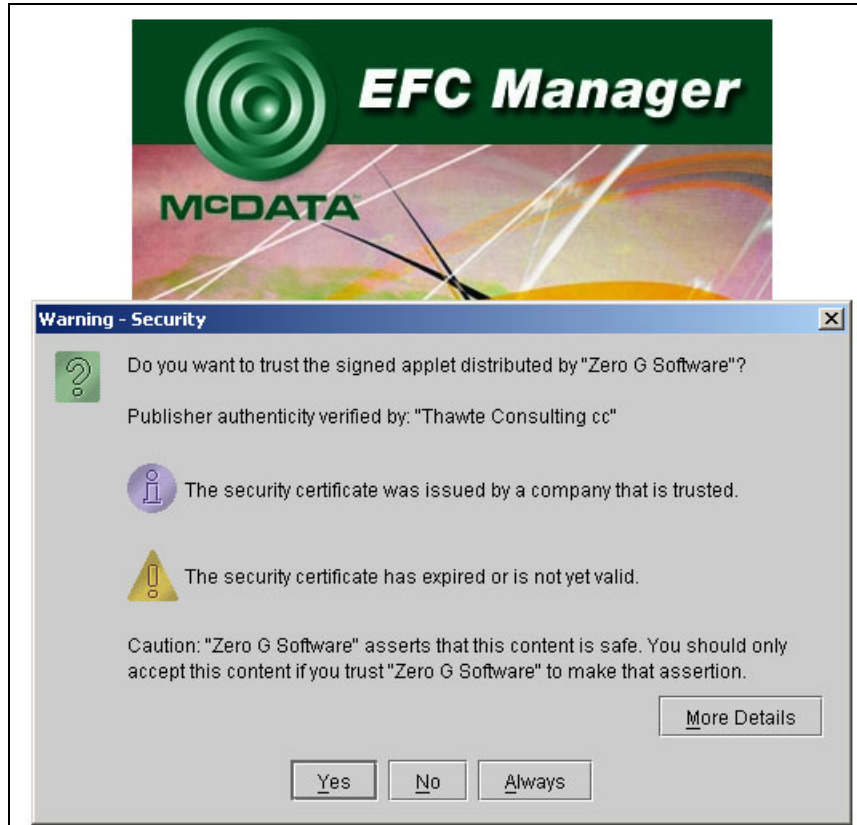 EFC Manager
McDATA™
Warning - Security
Do you want to trust the signed applet distributed by "Zero G Software"?
Publisher authenticity verified by: "Thawte Consulting cc"
The security certificate was issued by a company that is trusted.
The security certificate has expired or is not yet valid.
Caution: "Zero G Software" asserts that this content is safe. You should only
accept this content if you trust "Zero G Software" to make that assertion.
More Details
Yes No Always